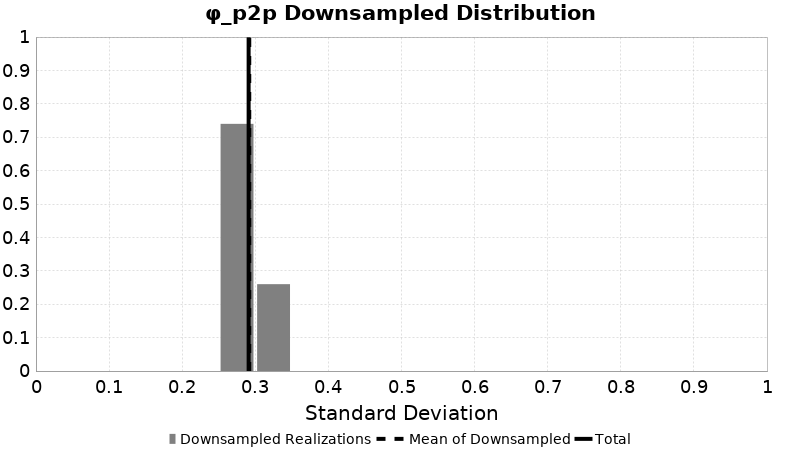 φ_p2p Downsampled Distribution
1
0.9
0.8
0.7
0.6
0.5
0.4
0.3
0.2
0.1
0
0 0.1 0.2 0.3 0.4 0.5 0.6 0.7 0.8 0.9 1
Standard Deviation
Downsampled Realizations Mean of Downsampled Total